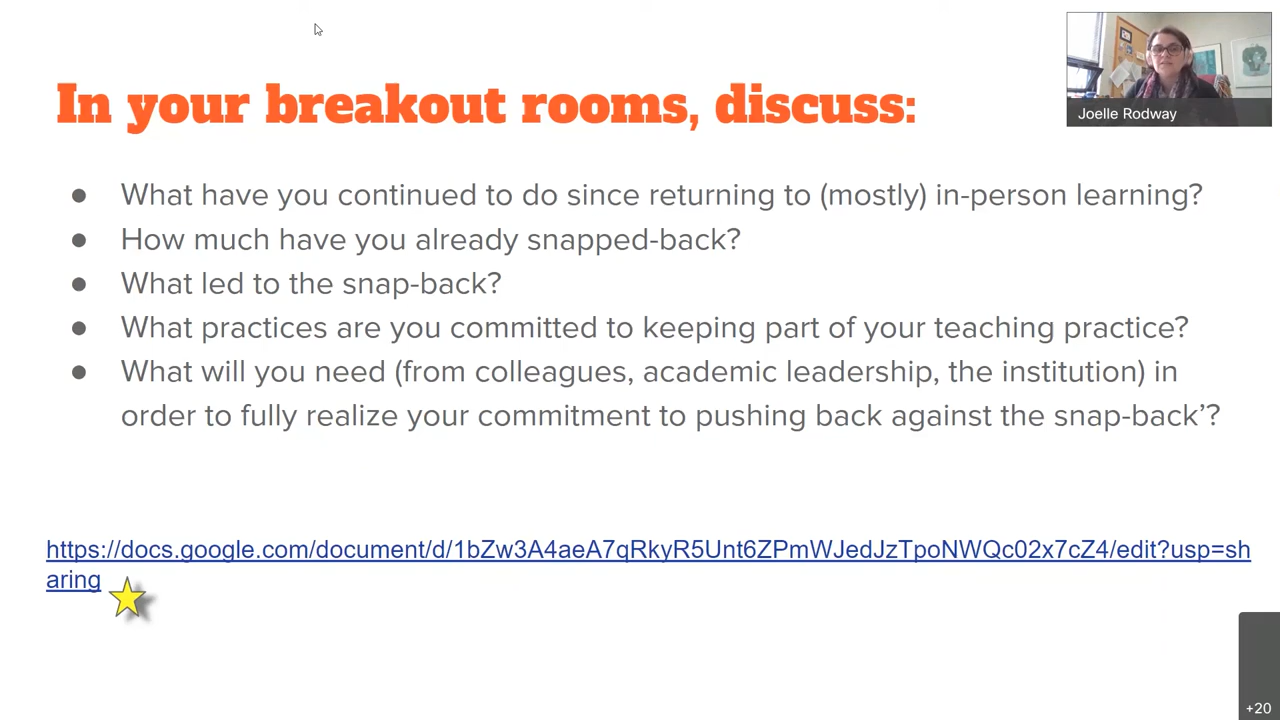 In your breakout rooms, discuss:
Joelle Rodway
● What have you continued to do since returning to (mostly) in-person learning?
● How much have you already snapped-back?
● What led to the snap-back?
● What practices are you committed to keeping part of your teaching practice?
● What will you need (from colleagues, academic leadership, the institution) in
order to fully realize your commitment to pushing back against the snap-back’?
https://docs.google.com/document/d/1bZw3A4aeA7qRkyR5Unt6ZPmWJedJzTpoNWQc02x7cZ4/edit?usp=sh
aring
+20